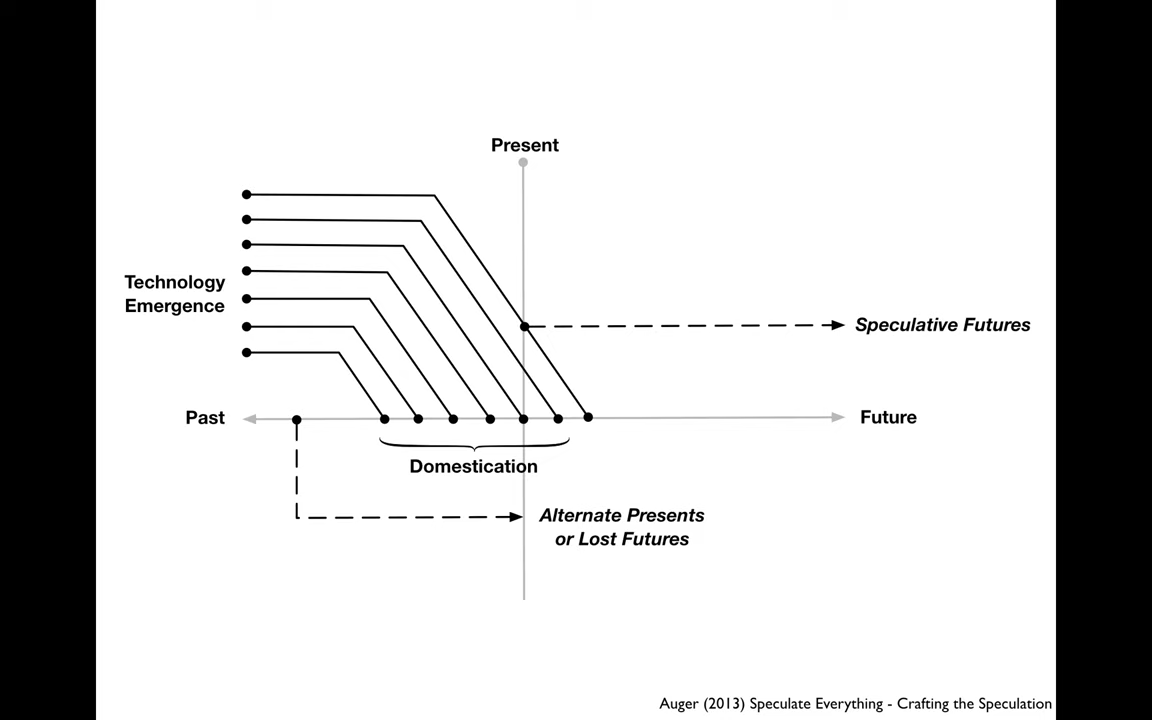 Present
Technology
Emergence
Speculative Futures
Past
Future
Domestication
Alternate Presents
or Lost Futures
Auger (2013) Speculate Everything - Crafting the Speculation